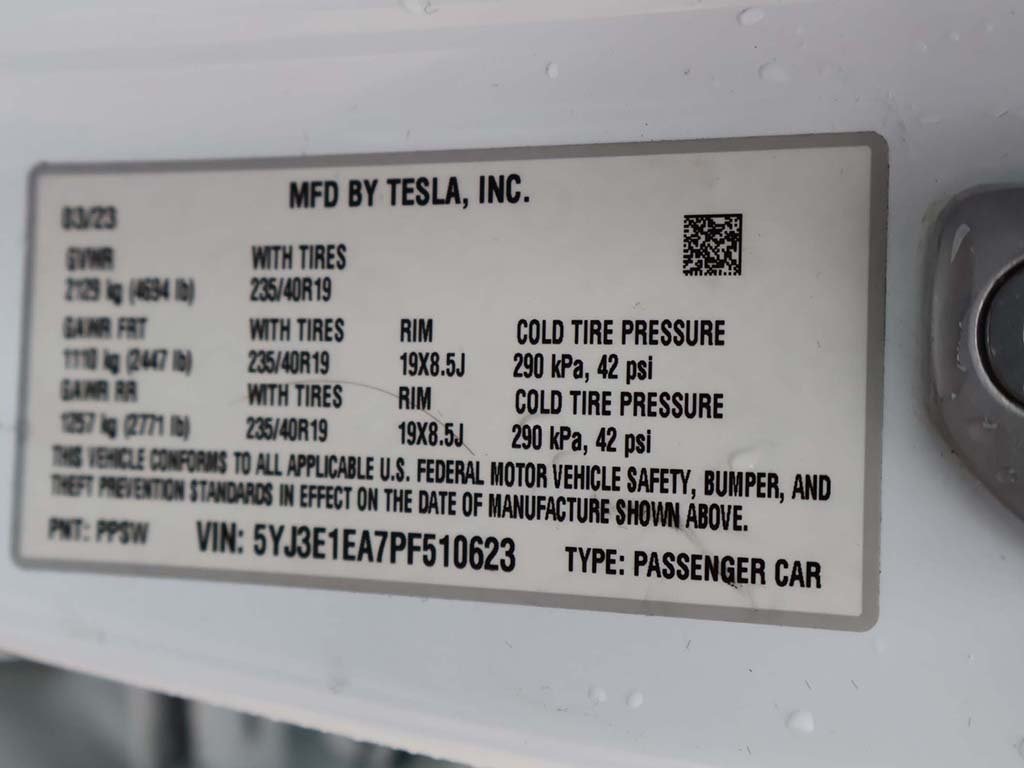 MFD BY TESLA, INC.
03/23
GVWR WITH TIRES
2129 kg (4694 lb) 235/40R19
GAWR FRT WITH TIRES RIM COLD TIRE PRESSURE
1110 kg (2447 lb) 235/40R19 19X8.5J 290 kPa, 42 psi
GAWR RR WITH TIRES RIM COLD TIRE PRESSURE
1257 kg (2771 lb) 235/40R19 19X8.5J 290 kPa, 42 psi
THIS VEHICLE CONFORMS TO ALL APPLICABLE U.S. FEDERAL MOTOR VEHICLE SAFETY, BUMPER, AND
THEFT PREVENTION STANDARDS IN EFFECT ON THE DATE OF MANUFACTURE SHOWN ABOVE.
PNT: PPSW VIN: 5YJ3E1EA7PF510623 TYPE: PASSENGER CAR